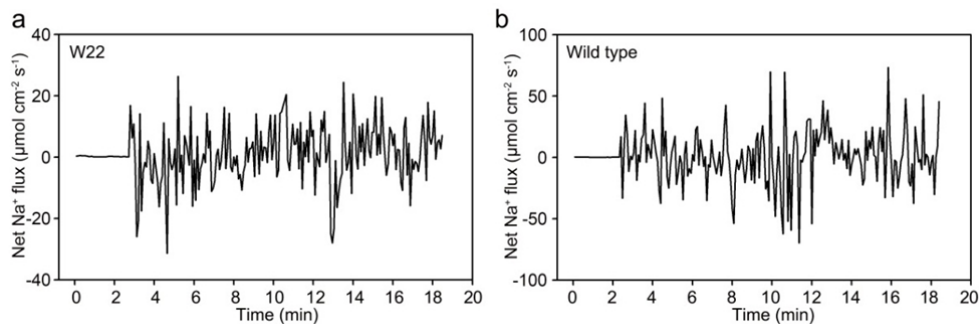 a
W22
Net Na⁺ flux (µmol cm⁻² s⁻¹)
40
20
0
-20
-40
0 2 4 6 8 10 12 14 16 18 20
Time (min)
b
Wild type
Net Na⁺ flux (µmol cm⁻² s⁻¹)
100
50
0
-50
-100
0 2 4 6 8 10 12 14 16 18 20
Time (min)